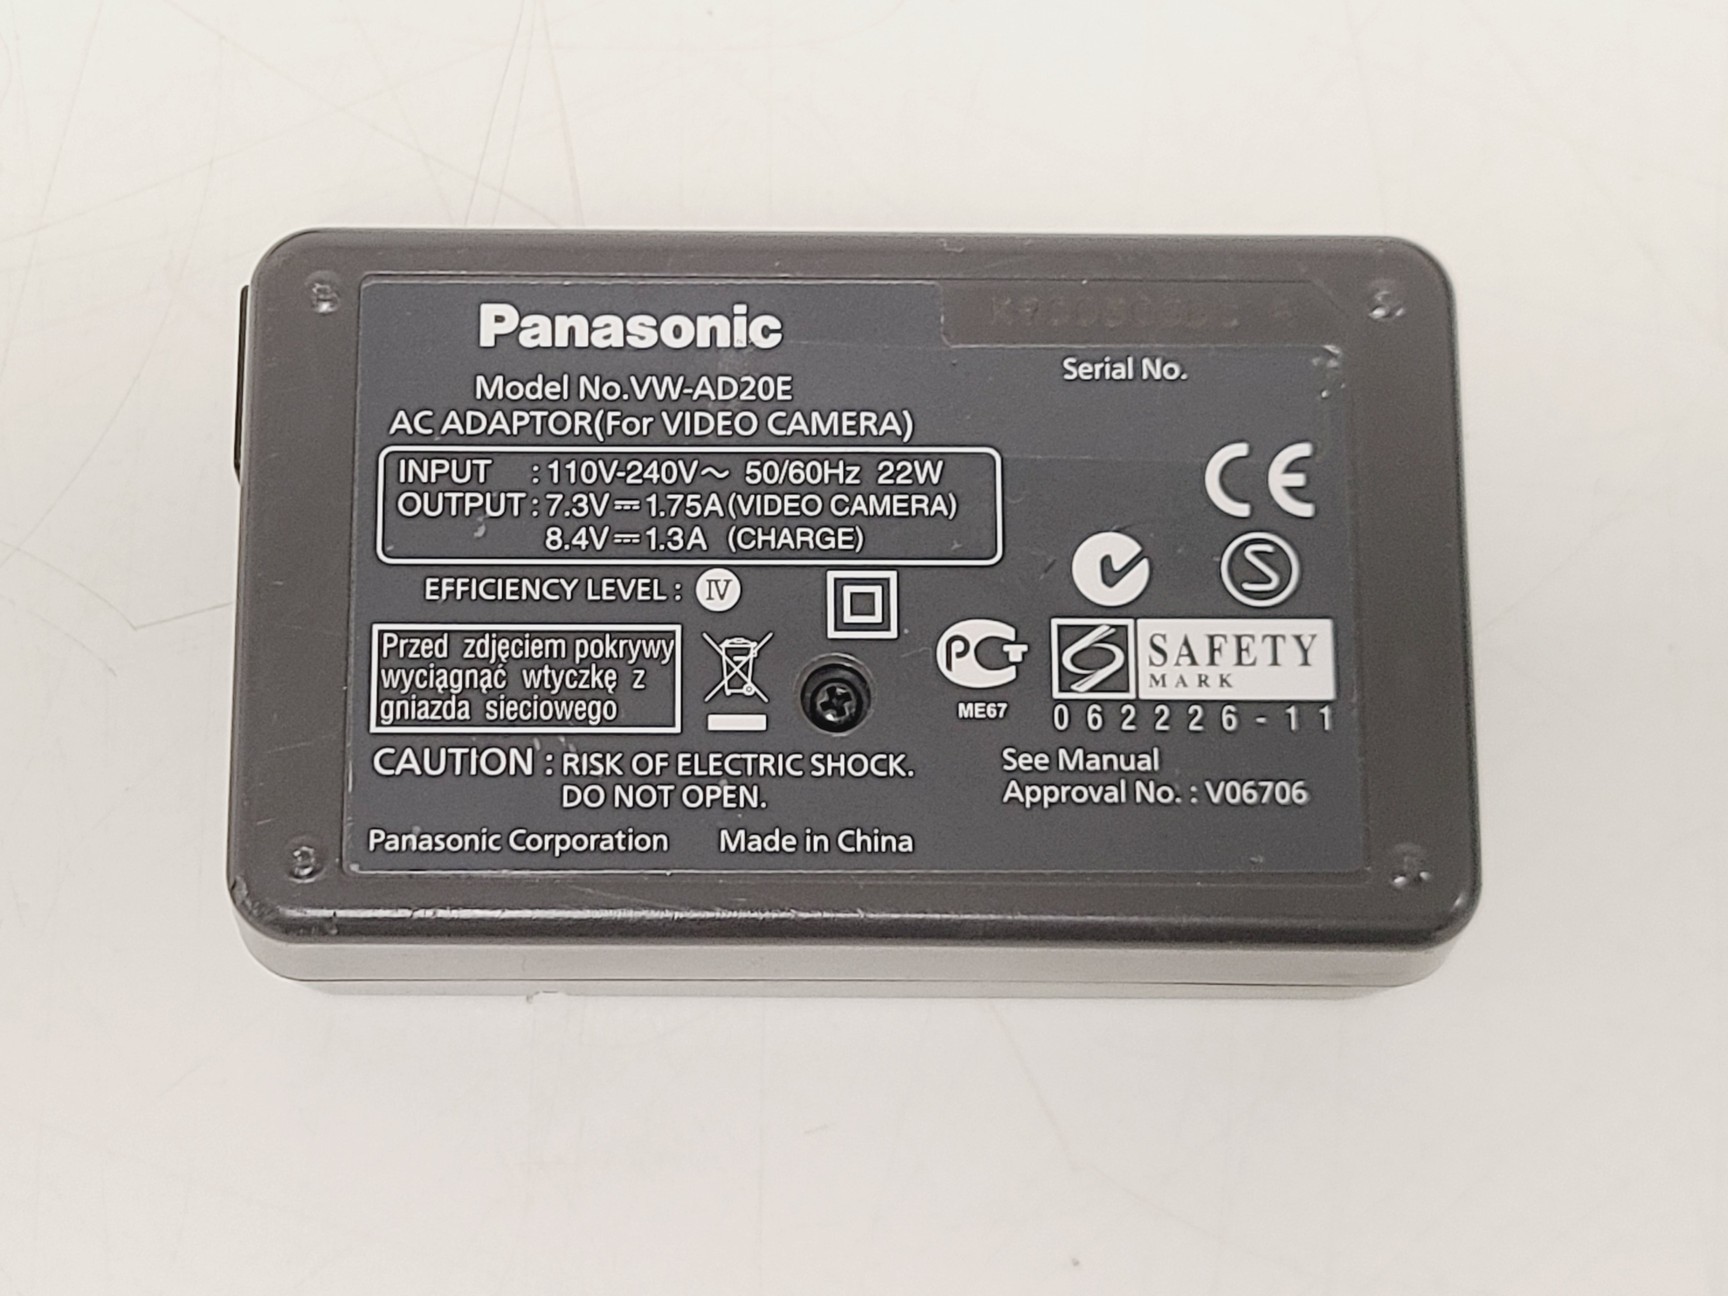 Panasonic
Model No.VW-AD20E
AC ADAPTOR(For VIDEO CAMERA)
INPUT : 110V-240V～ 50/60Hz 22W
OUTPUT : 7.3V⎓1.75A (VIDEO CAMERA)
8.4V⎓1.3A (CHARGE)
EFFICIENCY LEVEL : IV
Przed zdjęciem pokrywy
wyciągnąć wtyczkę z
gniazda sieciowego
CAUTION : RISK OF ELECTRIC SHOCK.
DO NOT OPEN.
Panasonic Corporation Made in China
Serial No.
CE
S
PCT
ME67
SAFETY
MARK
062226-11
See Manual
Approval No. : V06706